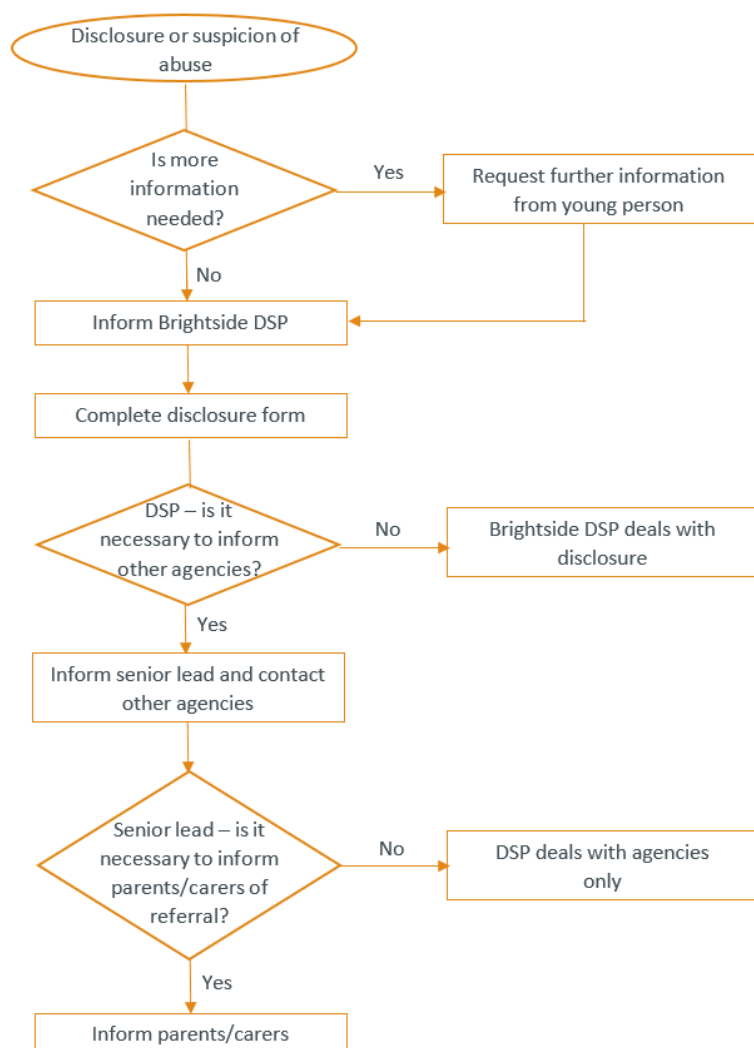 Disclosure or suspicion of
abuse
Is more
information
needed?
Yes
Request further information
from young person
No
Inform Brightside DSP
Complete disclosure form
DSP – is it
necessary to inform
other agencies?
No
Brightside DSP deals with
disclosure
Yes
Inform senior lead and contact
other agencies
Senior lead – is it
necessary to inform
parents/carers of
referral?
No
DSP deals with agencies
only
Yes
Inform parents/carers